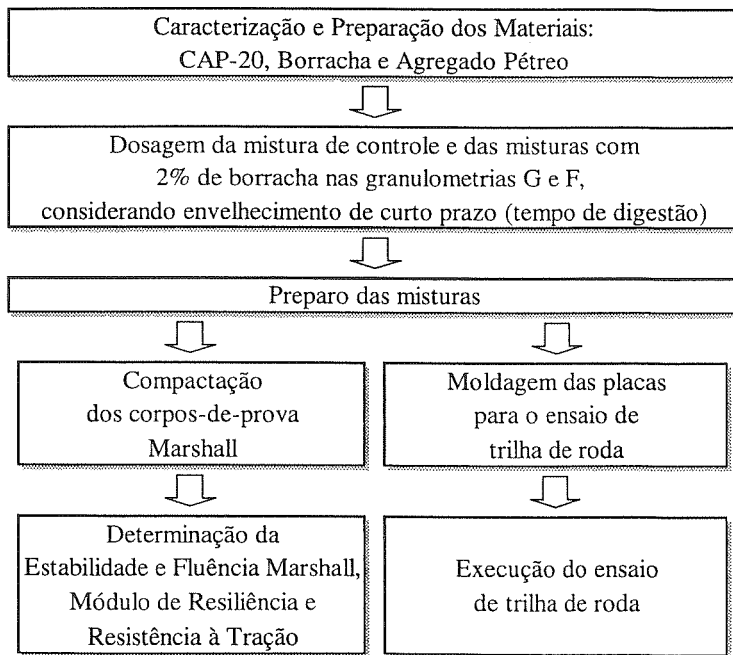 Caracterização e Preparação dos Materiais:
CAP-20, Borracha e Agregado Pétreo
Dosagem da mistura de controle e das misturas com
2% de borracha nas granulometrias G e F,
considerando envelhecimento de curto prazo (tempo de digestão)
Preparo das misturas
Compactação
dos corpos-de-prova
Marshall
Moldagem das placas
para o ensaio de
trilha de roda
Determinação da
Estabilidade e Fluência Marshall,
Módulo de Resiliência e
Resistência à Tração
Execução do ensaio
de trilha de roda